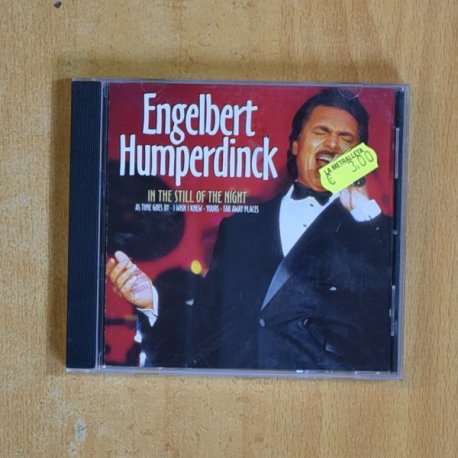 Engelbert
Humperdinck
IN THE STILL OF THE NIGHT
AS TIME GOES BY - I WISH I KNEW - YOURS - FAR AWAY PLACES
LA METRALLETA
€ 3,00